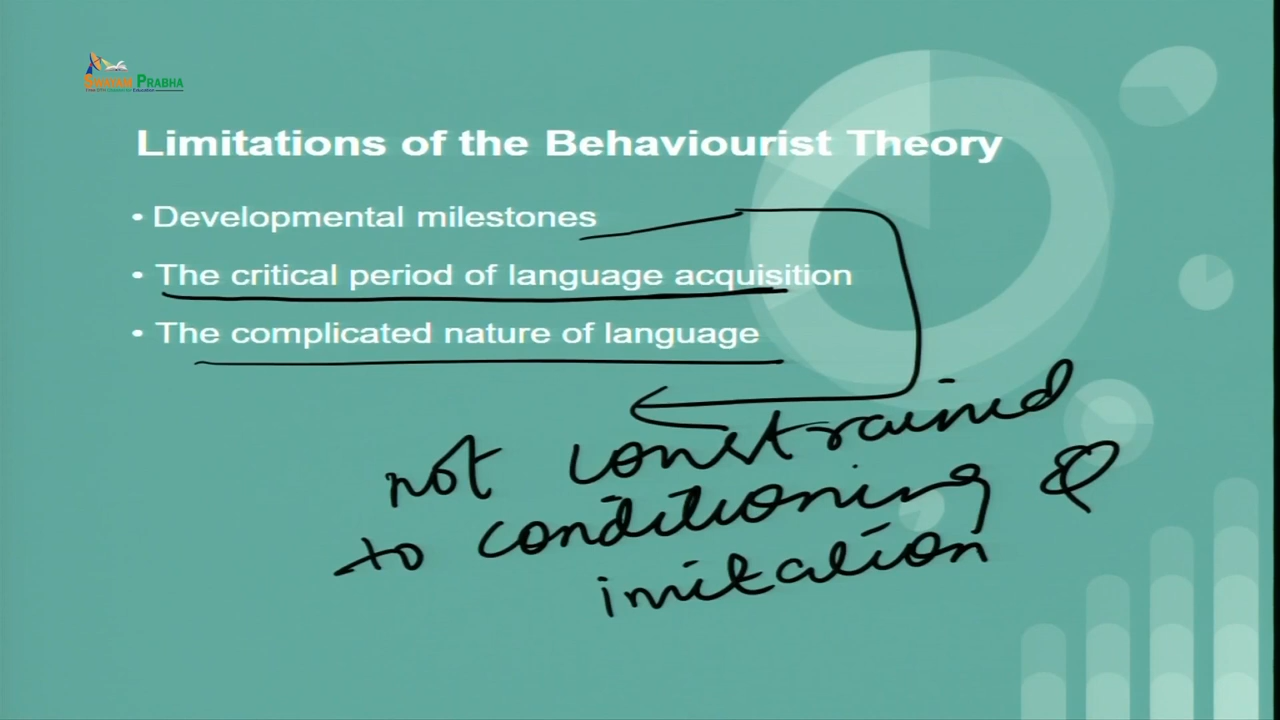 SWAYAM PRABHA
Limitations of the Behaviourist Theory
• Developmental milestones
• The critical period of language acquisition
• The complicated nature of language
not constrained
to conditioning &
imitation